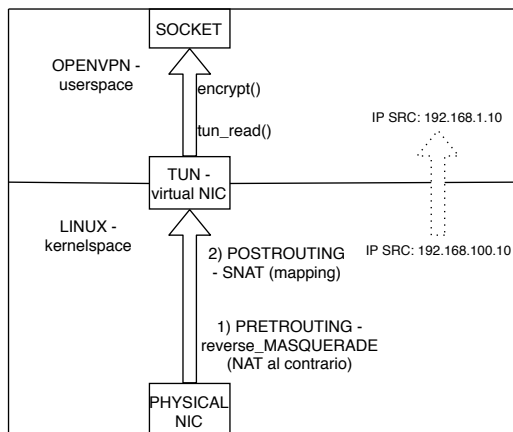 SOCKET
OPENVPN -
userspace
encrypt()
tun_read()
IP SRC: 192.168.1.10
TUN -
virtual NIC
LINUX -
kernelspace
2) POSTROUTING
- SNAT (mapping)
IP SRC: 192.168.100.10
1) PRETROUTING -
reverse_MASQUERADE
(NAT al contrario)
PHYSICAL
NIC